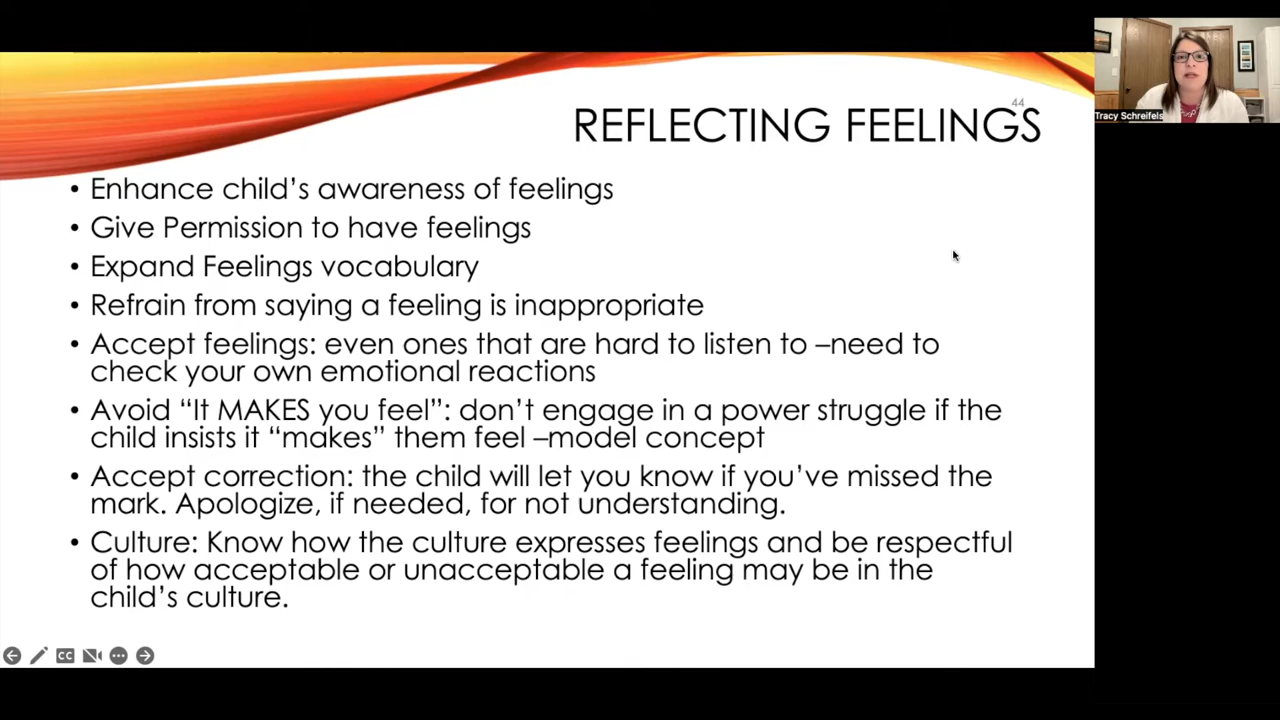 44
REFLECTING FEELINGS
Tracy Schreifels
• Enhance child’s awareness of feelings
• Give Permission to have feelings
• Expand Feelings vocabulary
• Refrain from saying a feeling is inappropriate
• Accept feelings: even ones that are hard to listen to –need to
check your own emotional reactions
• Avoid “It MAKES you feel”: don’t engage in a power struggle if the
child insists it “makes” them feel –model concept
• Accept correction: the child will let you know if you’ve missed the
mark. Apologize, if needed, for not understanding.
• Culture: Know how the culture expresses feelings and be respectful
of how acceptable or unacceptable a feeling may be in the
child’s culture.
CC